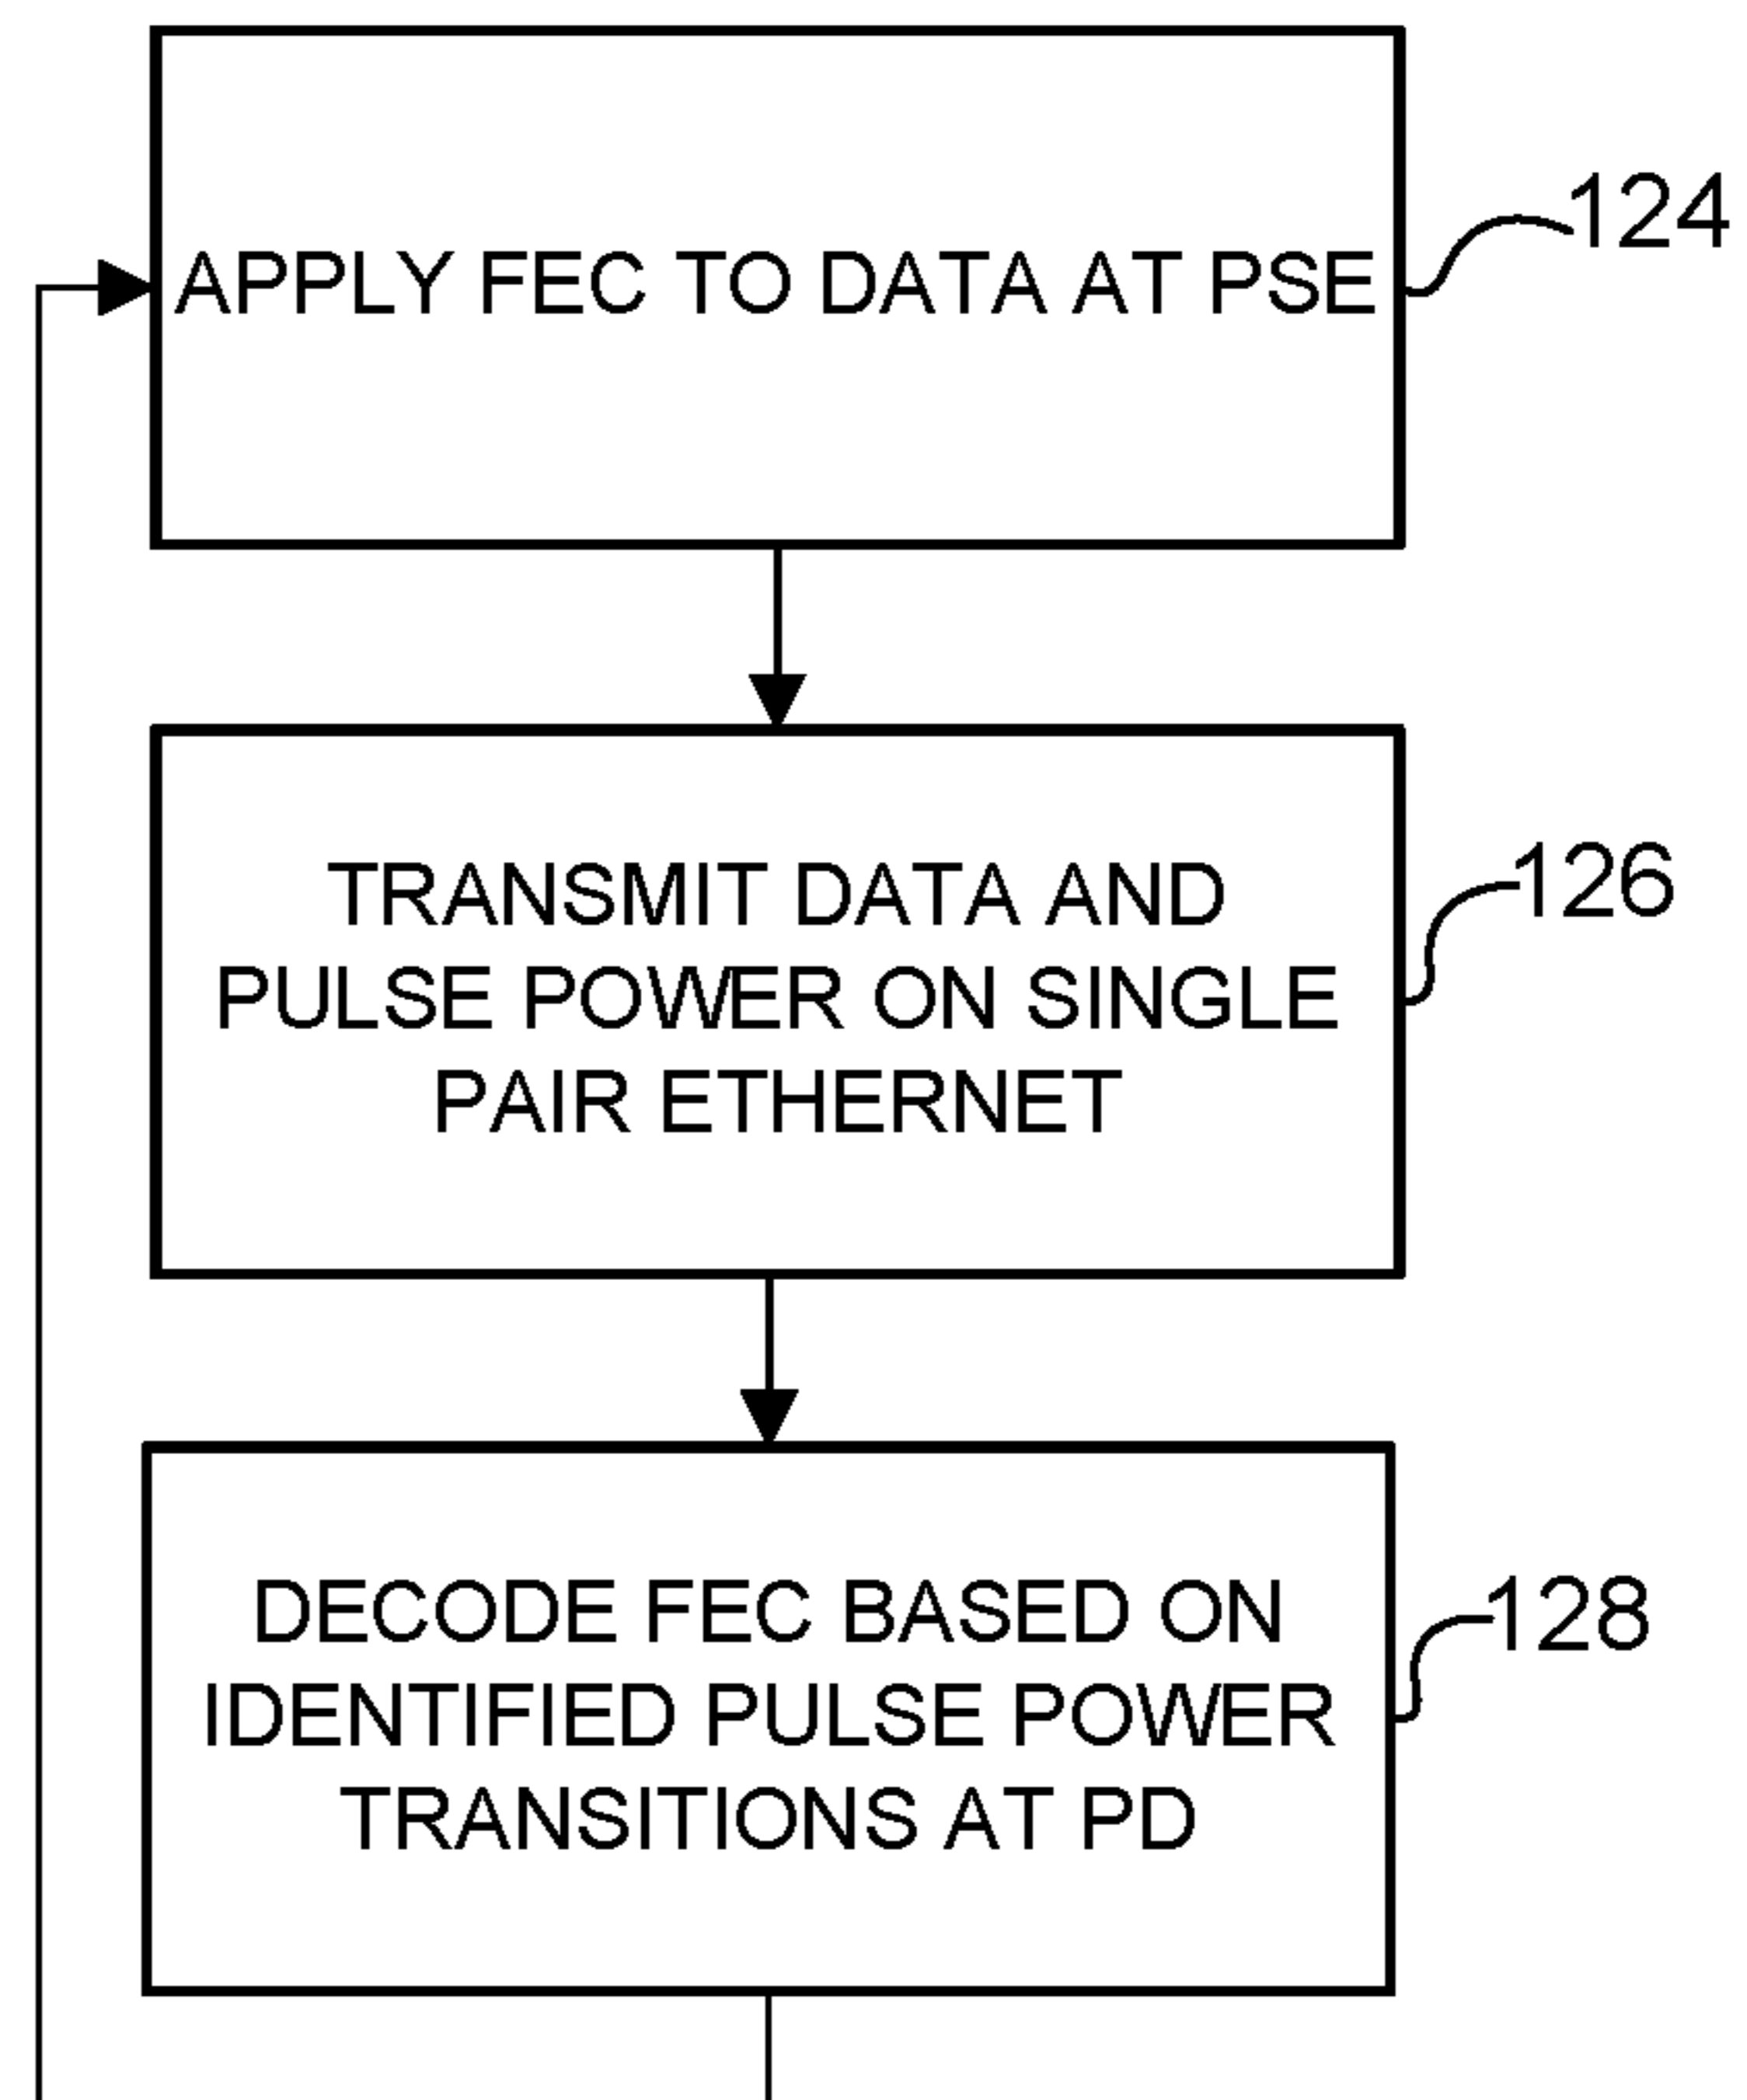 APPLY FEC TO DATA AT PSE
124
TRANSMIT DATA AND
PULSE POWER ON SINGLE
PAIR ETHERNET
126
DECODE FEC BASED ON
IDENTIFIED PULSE POWER
TRANSITIONS AT PD
128